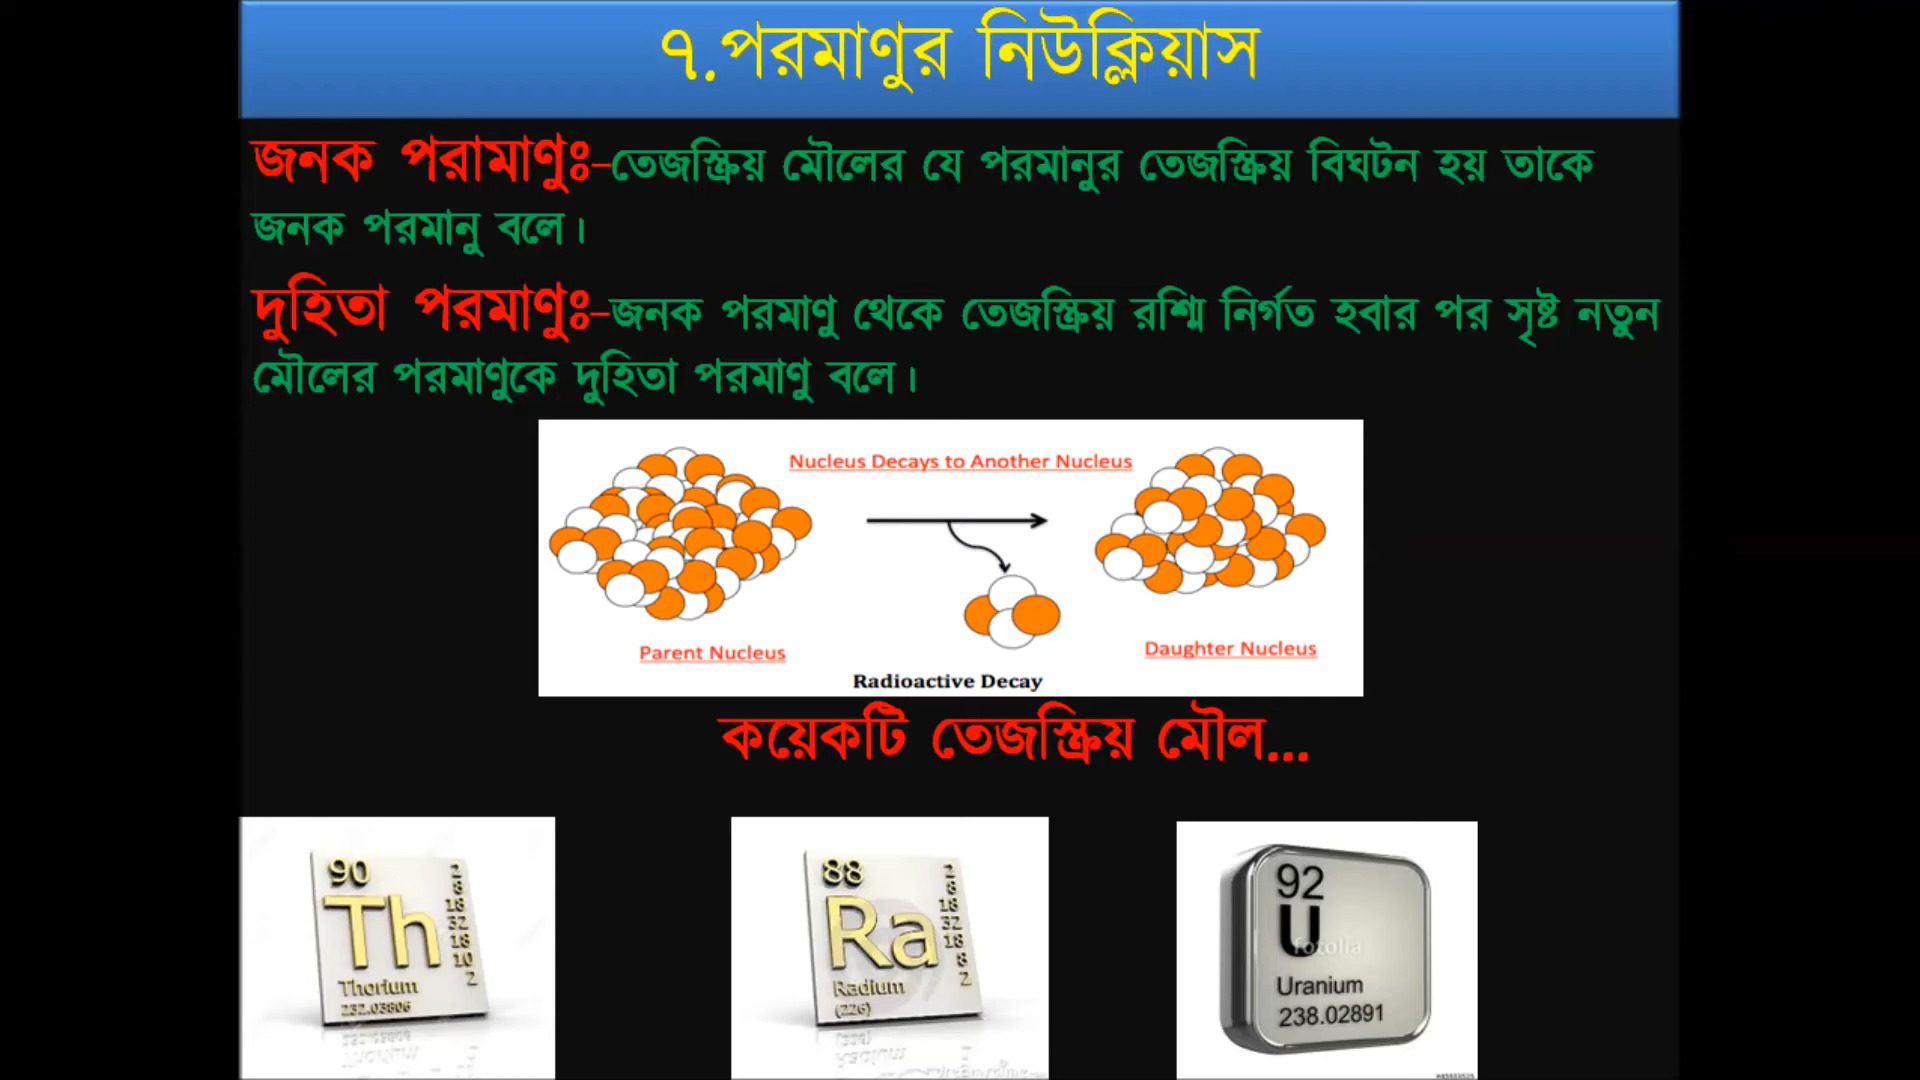 ৭.পরমাণুর নিউক্লিয়াস
জনক পরামাণুঃ-তেজস্ক্রিয় মৌলের যে পরমানুর তেজস্ক্রিয় বিঘটন হয় তাকে
জনক পরমানু বলে।
দুহিতা পরমাণুঃ-জনক পরমাণু থেকে তেজস্ক্রিয় রশ্মি নির্গত হবার পর সৃষ্ট নতুন
মৌলের পরমাণুকে দুহিতা পরমাণু বলে।
Nucleus Decays to Another Nucleus
Parent Nucleus
Daughter Nucleus
Radioactive Decay
কয়েকটি তেজস্ক্রিয় মৌল...
90
Th
Thorium
232.03806
2
8
18
32
18
10
2
88
Ra
Radium
(226)
2
8
18
32
18
8
2
92
U
fotolia
Uranium
238.02891